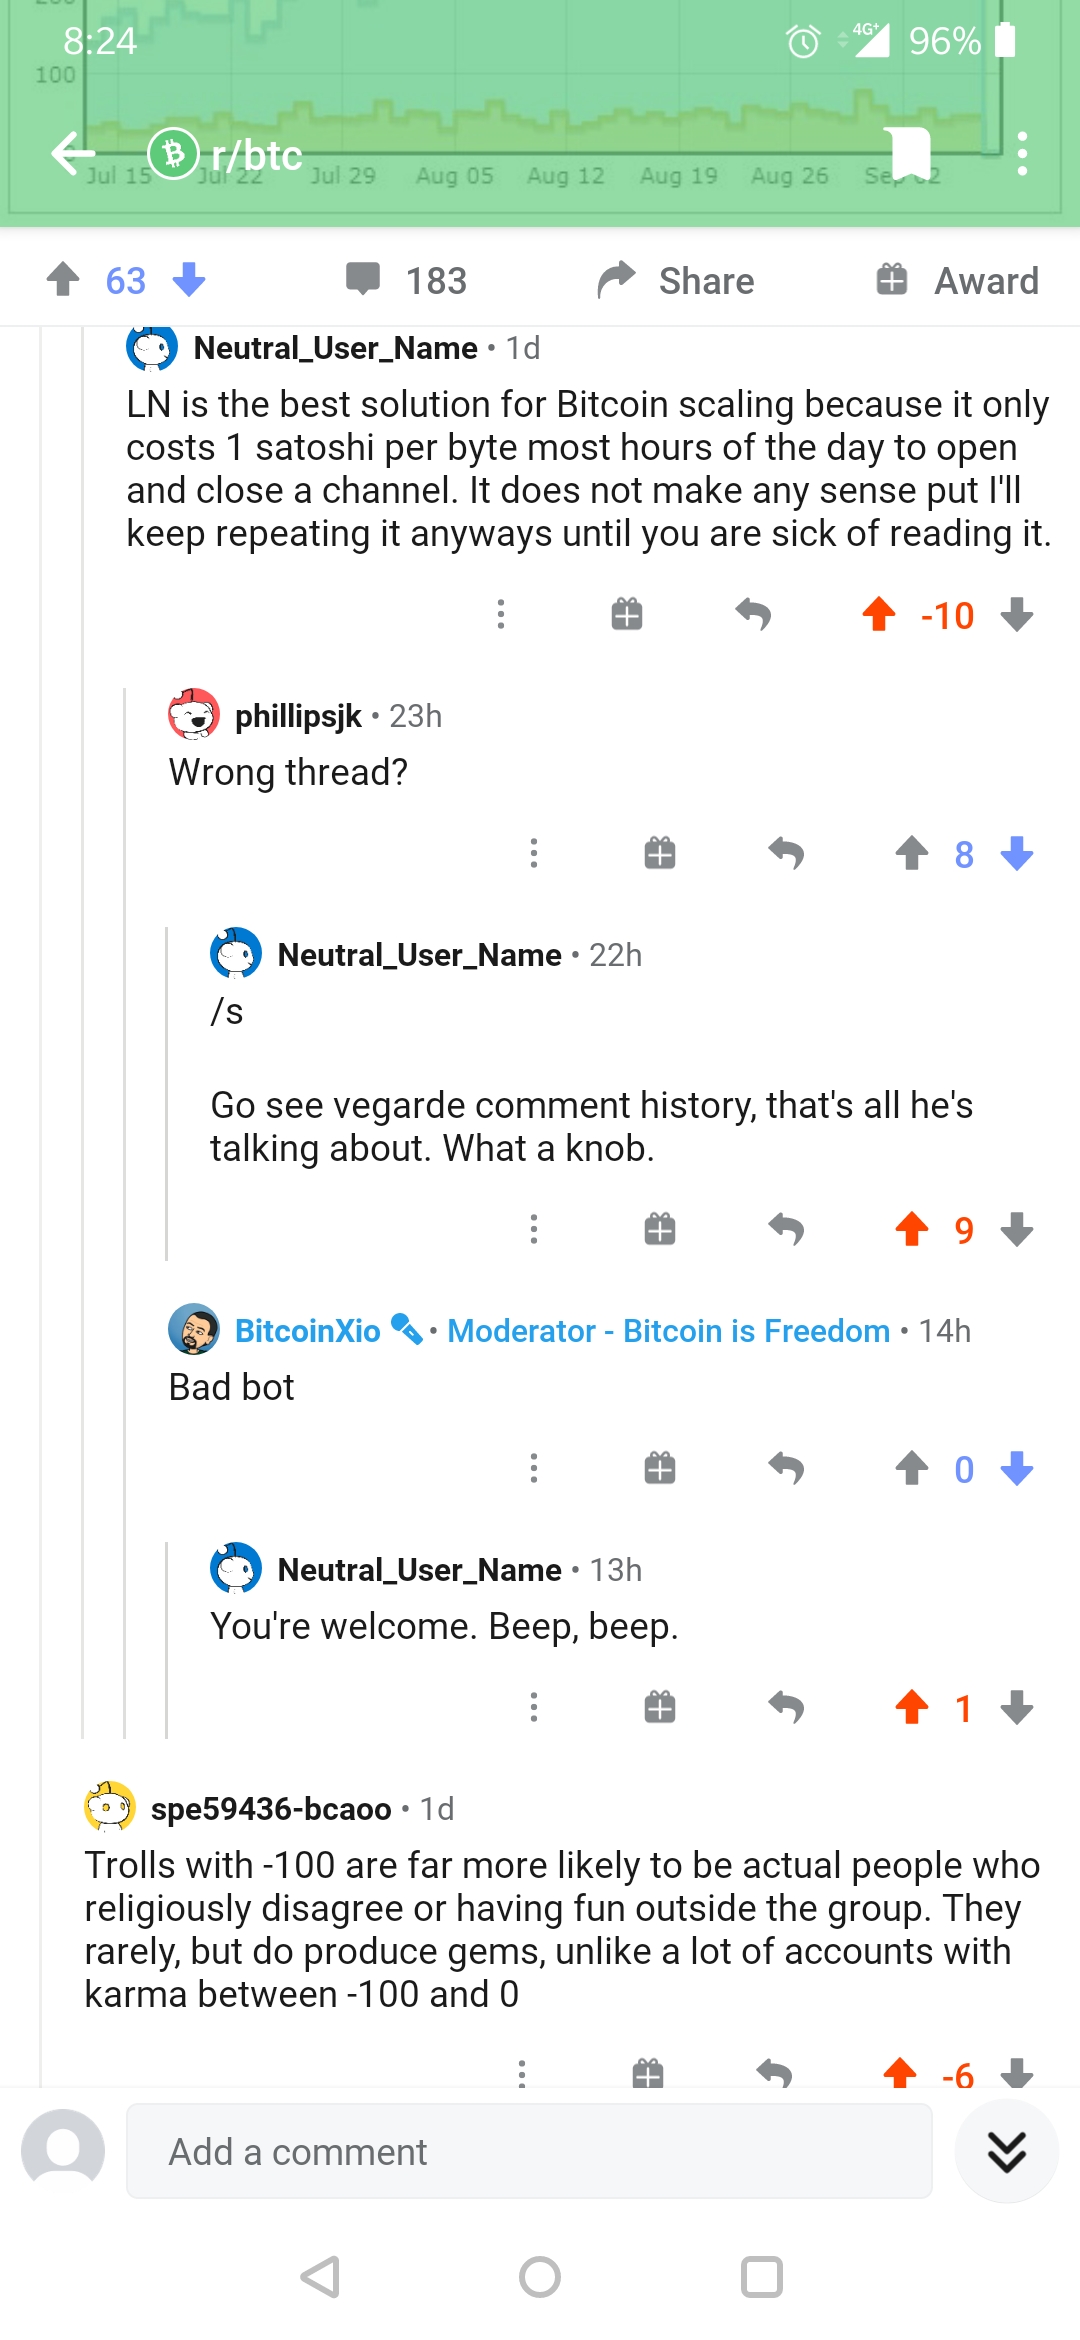 200
8:24
4G+
96%
100
r/btc
Jul 15 Jul 22 Jul 29 Aug 05 Aug 12 Aug 19 Aug 26 Sep 02
63 183 Share Award
Neutral_User_Name • 1d
LN is the best solution for Bitcoin scaling because it only
costs 1 satoshi per byte most hours of the day to open
and close a channel. It does not make any sense put I'll
keep repeating it anyways until you are sick of reading it.
-10
phillipsjk • 23h
Wrong thread?
8
Neutral_User_Name • 22h
/s
Go see vegarde comment history, that's all he's
talking about. What a knob.
9
BitcoinXio • Moderator - Bitcoin is Freedom • 14h
Bad bot
0
Neutral_User_Name • 13h
You're welcome. Beep, beep.
1
spe59436-bcaoo • 1d
Trolls with -100 are far more likely to be actual people who
religiously disagree or having fun outside the group. They
rarely, but do produce gems, unlike a lot of accounts with
karma between -100 and 0
-6
Add a comment